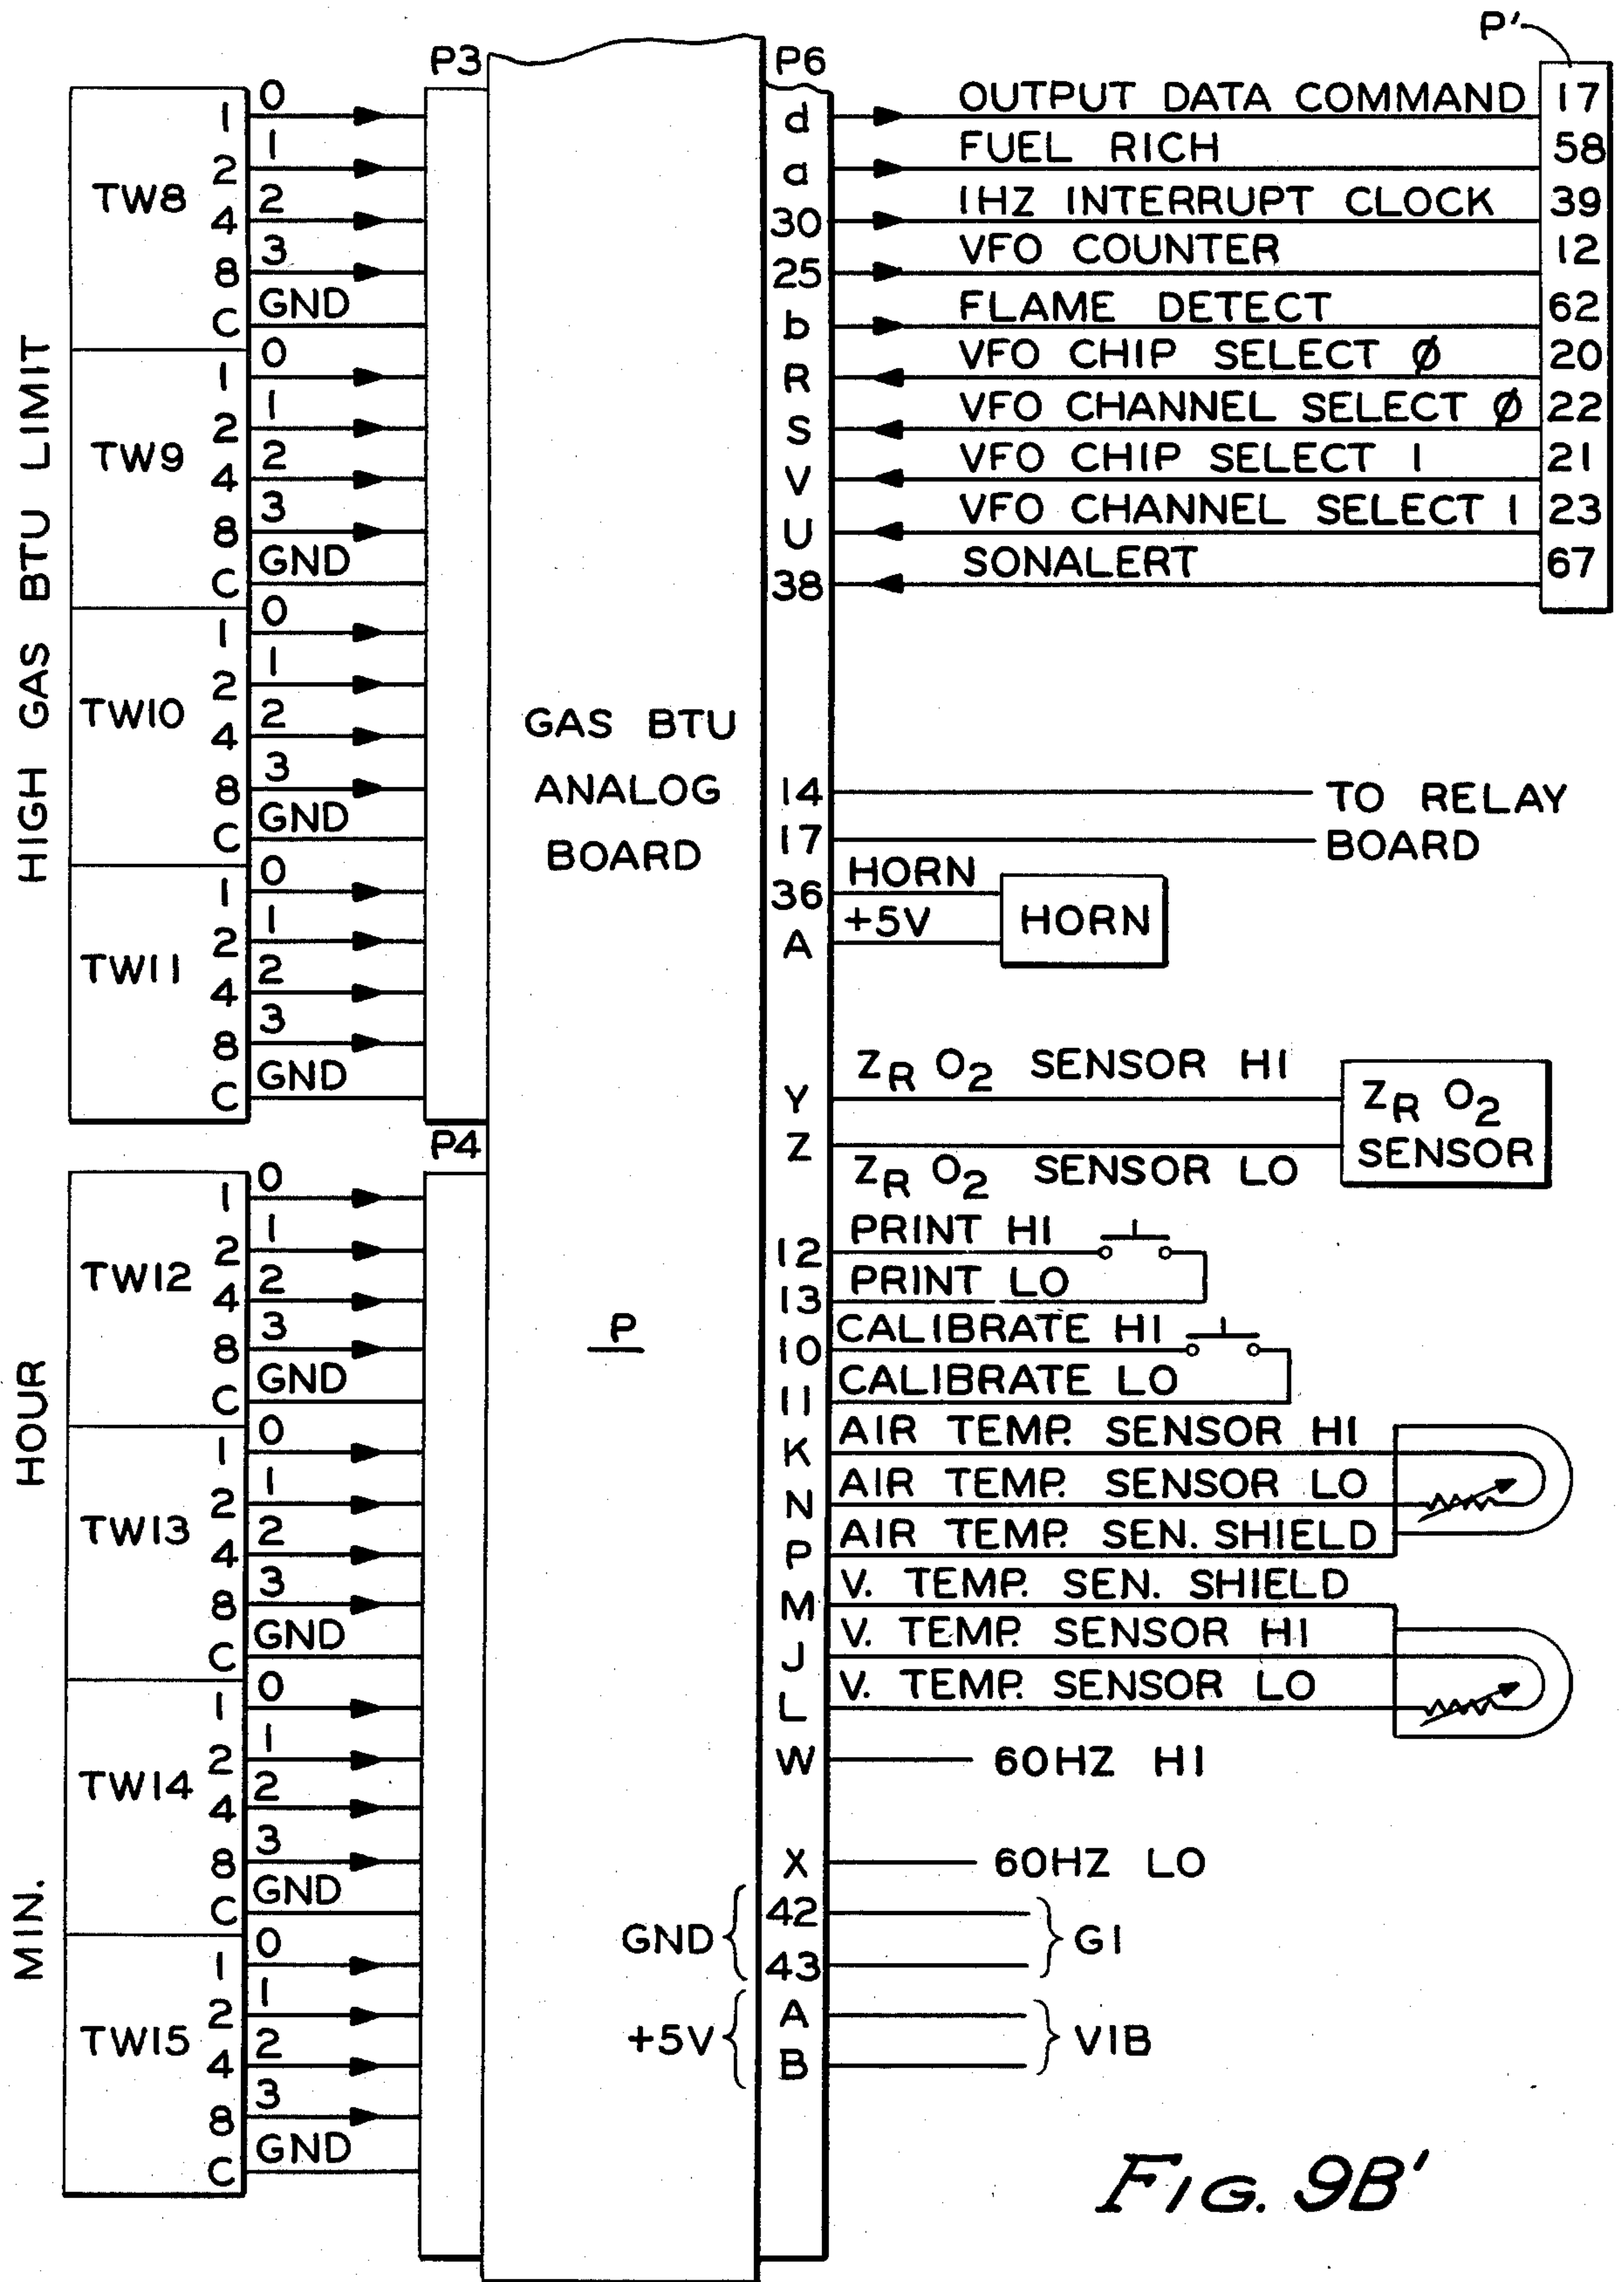 P3
P6
P'
HIGH GAS BTU LIMIT
TW8
1 0
2 1
4 2
8 3
C GND
TW9
1 0
2 1
4 2
8 3
C GND
TW10
1 0
2 1
4 2
8 3
C GND
TW11
1 0
2 1
4 2
8 3
C GND
P4
HOUR
TW12
1 0
2 1
4 2
8 3
C GND
TW13
1 0
2 1
4 2
8 3
C GND
MIN.
TW14
1 0
2 1
4 2
8 3
C GND
TW15
1 0
2 1
4 2
8 3
C GND
GAS BTU
ANALOG
BOARD
P
d OUTPUT DATA COMMAND 17
a FUEL RICH 58
30 1HZ INTERRUPT CLOCK 39
25 VFO COUNTER 12
b FLAME DETECT 62
R VFO CHIP SELECT Ø 20
S VFO CHANNEL SELECT Ø 22
V VFO CHIP SELECT 1 21
U VFO CHANNEL SELECT 1 23
38 SONALERT 67
14 TO RELAY
17 BOARD
36 HORN
A +5V
HORN
Y ZR O2 SENSOR HI
Z ZR O2 SENSOR LO
ZR O2
SENSOR
12 PRINT HI
13 PRINT LO
10 CALIBRATE HI
11 CALIBRATE LO
K AIR TEMP. SENSOR HI
N AIR TEMP. SENSOR LO
P AIR TEMP. SEN. SHIELD
M V. TEMP. SEN. SHIELD
J V. TEMP. SENSOR HI
L V. TEMP. SENSOR LO
W 60HZ HI
X 60HZ LO
GND 42 43 G1
+5V A B V1B
FIG. 9B'